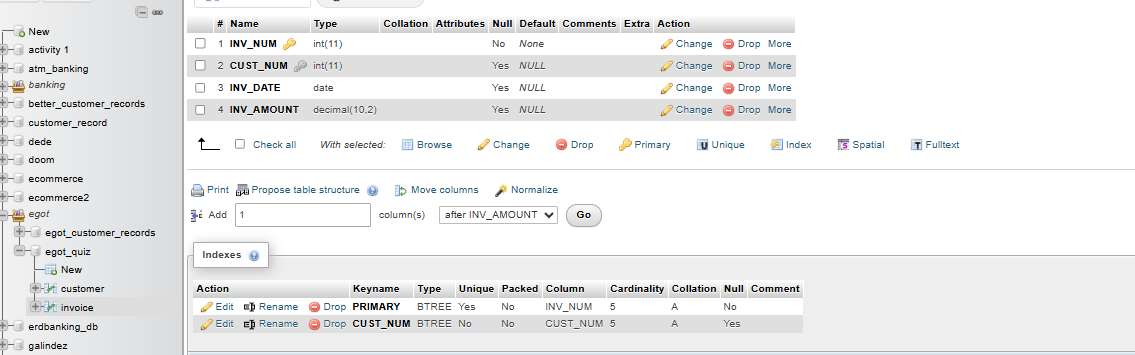 New
activity 1
atm_banking
banking
better_customer_records
customer_record
dede
doom
ecommerce
ecommerce2
egot
egot_customer_records
egot_quiz
New
customer
invoice
erdbanking_db
galindez
# Name Type Collation Attributes Null Default Comments Extra Action
1 INV_NUM int(11) No None Change Drop More
2 CUST_NUM int(11) Yes NULL Change Drop More
3 INV_DATE date Yes NULL Change Drop More
4 INV_AMOUNT decimal(10,2) Yes NULL Change Drop More
Check all With selected: Browse Change Drop Primary Unique Index Spatial Fulltext
Print Propose table structure Move columns Normalize
Add 1 column(s) after INV_AMOUNT Go
Indexes
Action Keyname Type Unique Packed Column Cardinality Collation Null Comment
Edit Rename Drop PRIMARY BTREE Yes No INV_NUM 5 A No
Edit Rename Drop CUST_NUM BTREE No No CUST_NUM 5 A Yes